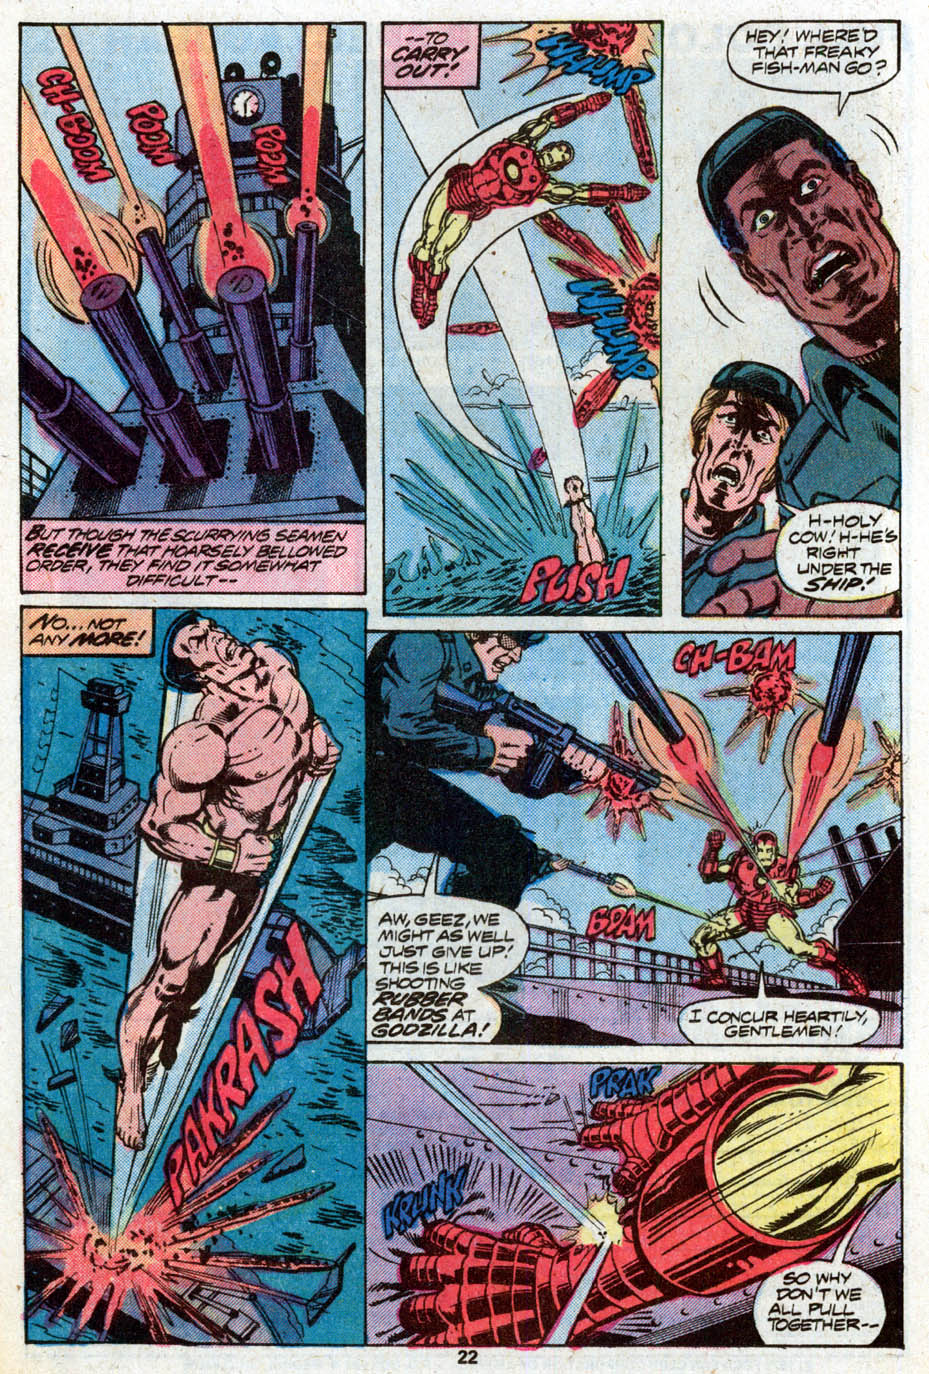 CH-BOOM
POOM
POOM
BUT THOUGH THE SCURRYING SEAMEN
RECEIVE THAT HOARSELY BELLOWED
ORDER, THEY FIND IT SOMEWHAT
DIFFICULT--
--TO
CARRY
OUT!
WHUMP
WHUMP
PLISH
HEY! WHERE'D
THAT FREAKY
FISH-MAN GO?
H-HOLY
COW! H-HE'S
RIGHT
UNDER THE
SHIP!
NO... NOT
ANY MORE!
PAKRASH
CH-BAM
BDAM
AW, GEEZ, WE
MIGHT AS WELL
JUST GIVE UP!
THIS IS LIKE
SHOOTING
RUBBER
BANDS AT
GODZILLA!
I CONCUR HEARTILY,
GENTLEMEN!
PRAK
KRUNK
SO WHY
DON'T WE
ALL PULL
TOGETHER--
22